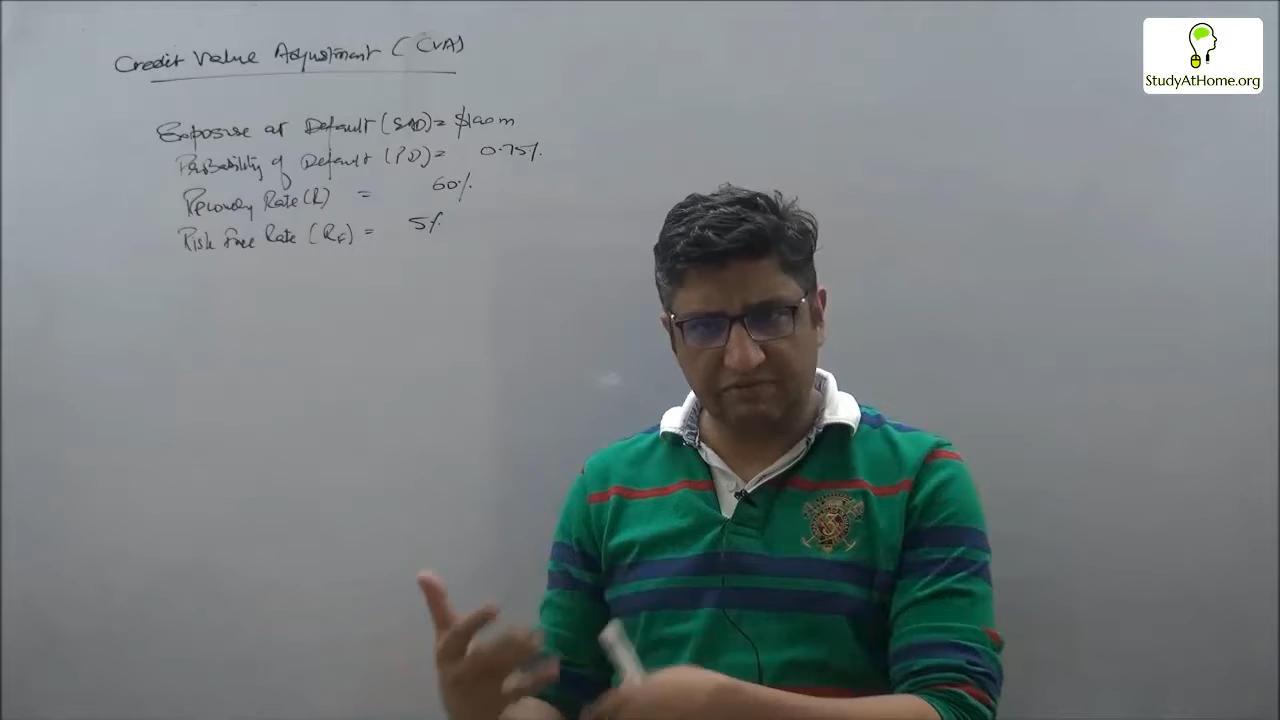 Credit Value Adjustment (CVA)
Exposure at Default (EAD) = $100m
Probability of Default (PD) = 0.75%.
Recovery Rate (R) = 60%
Risk Free Rate (RF) = 5%
StudyAtHome.org